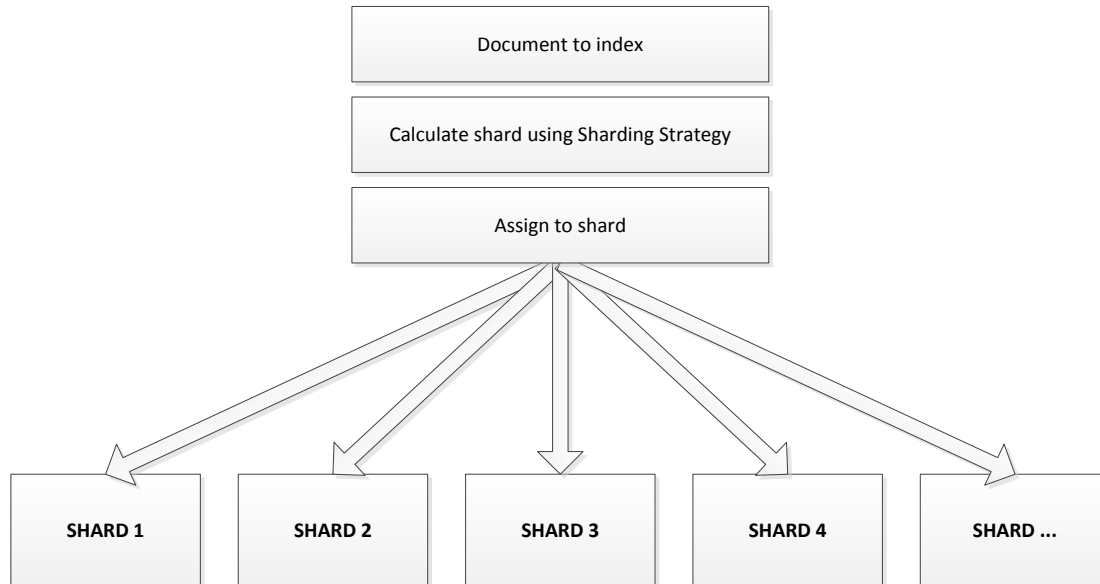 Document to index
Calculate shard using Sharding Strategy
Assign to shard
SHARD 1
SHARD 2
SHARD 3
SHARD 4
SHARD ...